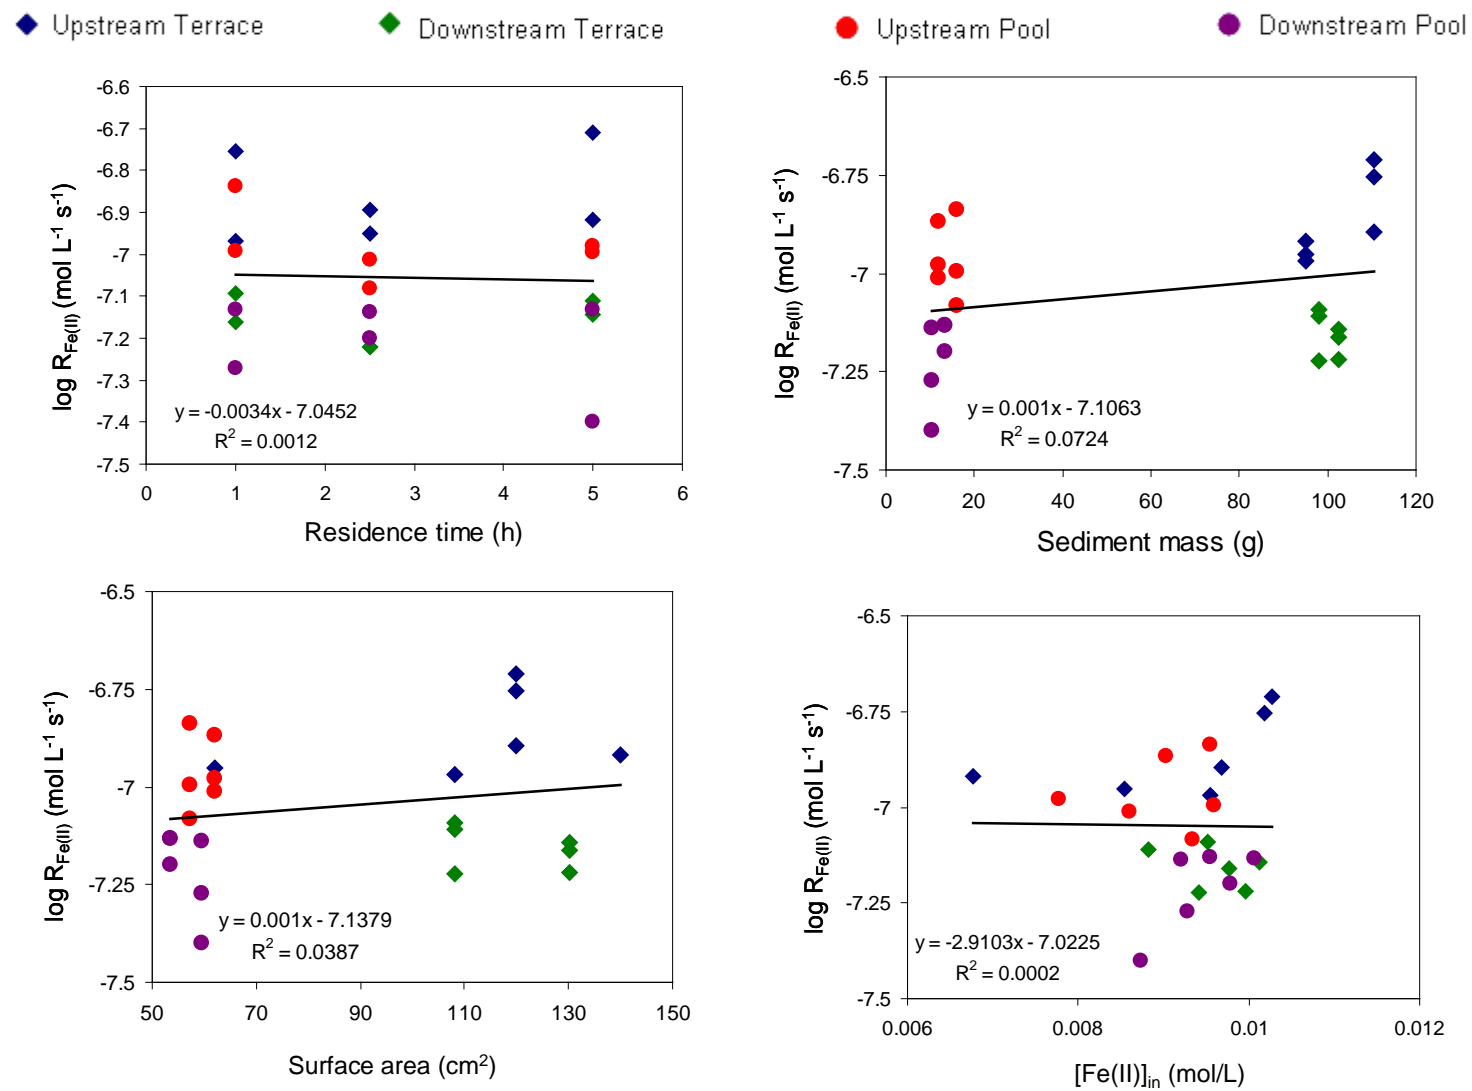 Upstream Terrace
Downstream Terrace
Upstream Pool
Downstream Pool
-6.6
-6.7
-6.8
-6.9
-7
-7.1
-7.2
-7.3
-7.4
-7.5
log R Fe(II) (mol L-1 s-1)
y = -0.0034x - 7.0452
R2 = 0.0012
0 1 2 3 4 5 6
Residence time (h)
-6.5
-6.75
-7
-7.25
-7.5
log R Fe(II) (mol L-1 s-1)
y = 0.001x - 7.1063
R2 = 0.0724
0 20 40 60 80 100 120
Sediment mass (g)
-6.5
-6.75
-7
-7.25
-7.5
log R Fe(II) (mol L-1 s-1)
y = 0.001x - 7.1379
R2 = 0.0387
50 70 90 110 130 150
Surface area (cm2)
-6.5
-6.75
-7
-7.25
-7.5
log R Fe(II) (mol L-1 s-1)
y = -2.9103x - 7.0225
R2 = 0.0002
0.006 0.008 0.01 0.012
[Fe(II)]in (mol/L)